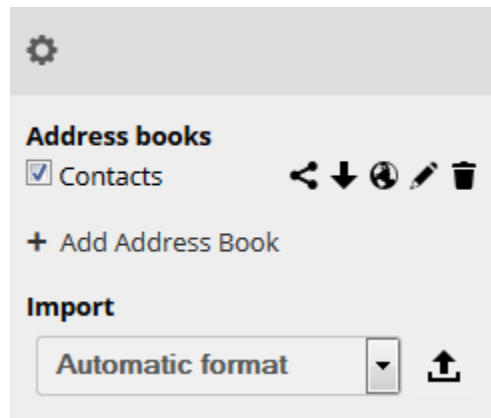 Address books
Contacts
+ Add Address Book
Import
Automatic format